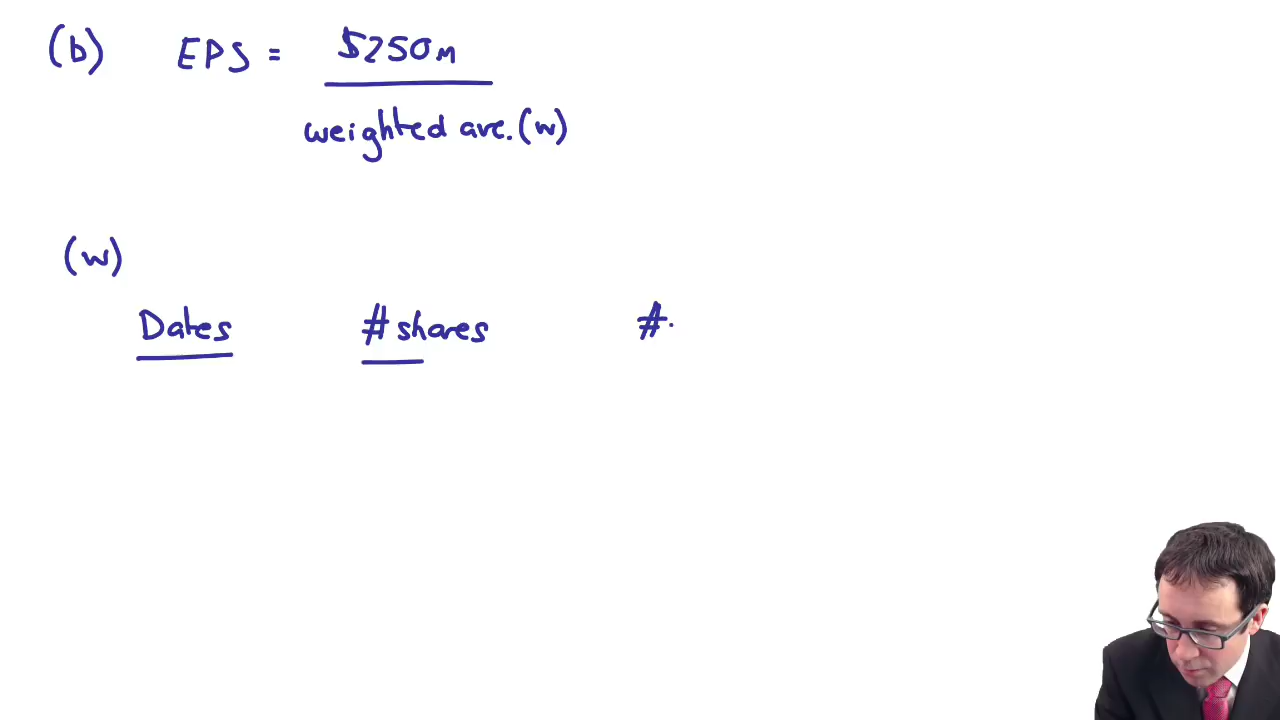 (b) EPS = $250m
weighted ave. (w)
(w)
Dates # shares #